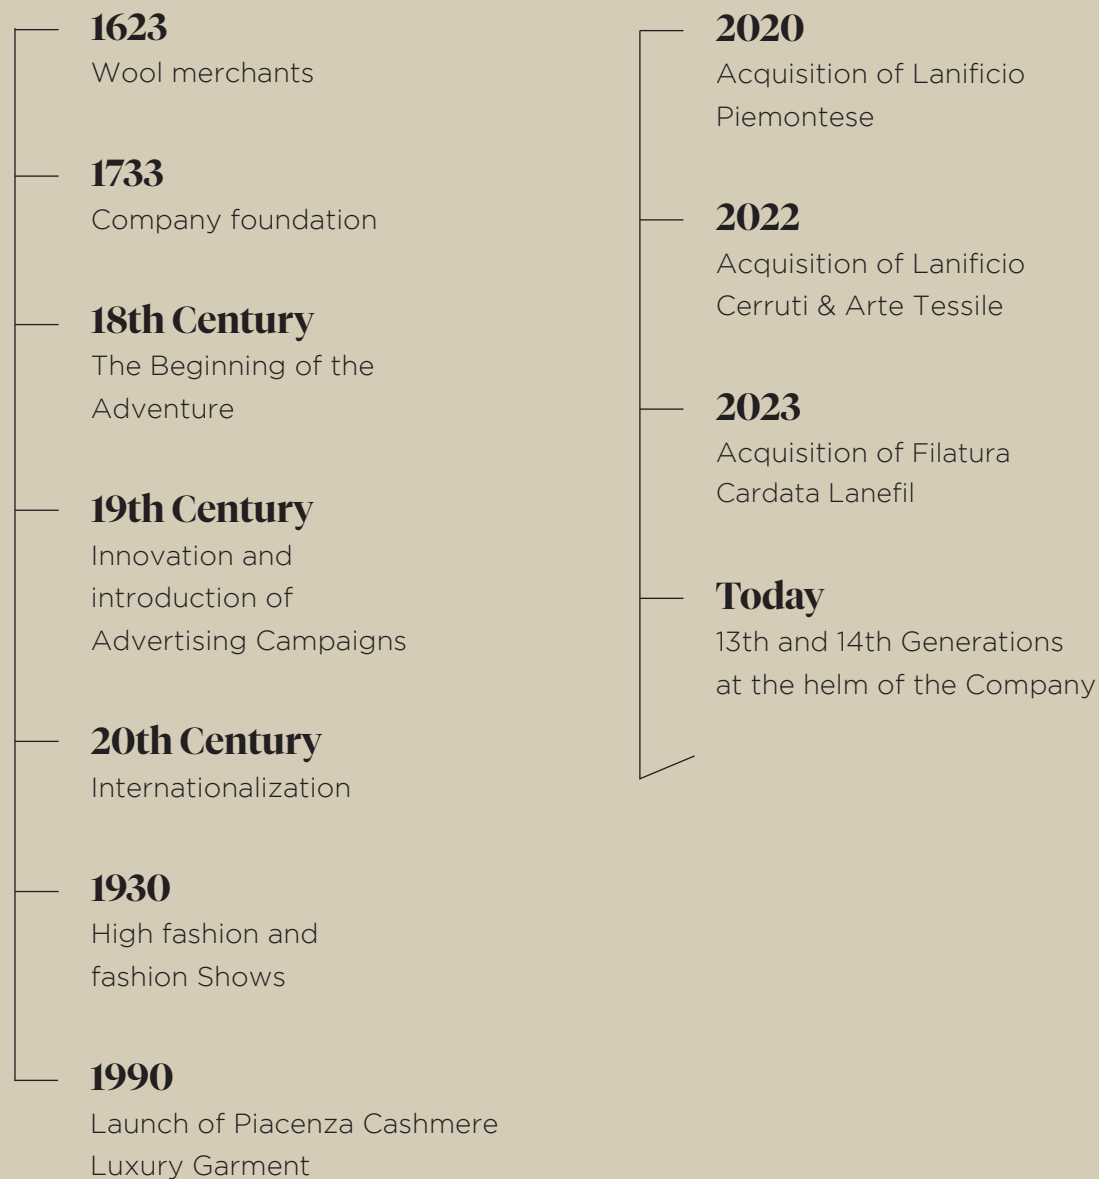 1623
Wool merchants
1733
Company foundation
18th Century
The Beginning of the
Adventure
19th Century
Innovation and
introduction of
Advertising Campaigns
20th Century
Internationalization
1930
High fashion and
fashion Shows
1990
Launch of Piacenza Cashmere
Luxury Garment
2020
Acquisition of Lanificio
Piemontese
2022
Acquisition of Lanificio
Cerruti & Arte Tessile
2023
Acquisition of Filatura
Cardata Lanefil
Today
13th and 14th Generations
at the helm of the Company